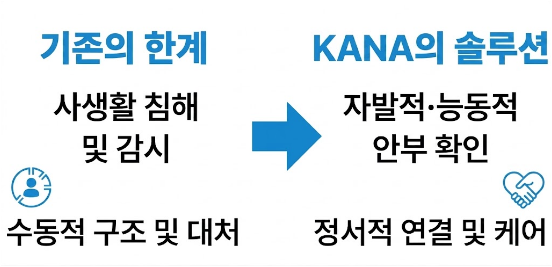 기존의 한계
사생활 침해
및 감시
수동적 구조 및 대처
KANA의 솔루션
자발적·능동적
안부 확인
정서적 연결 및 케어